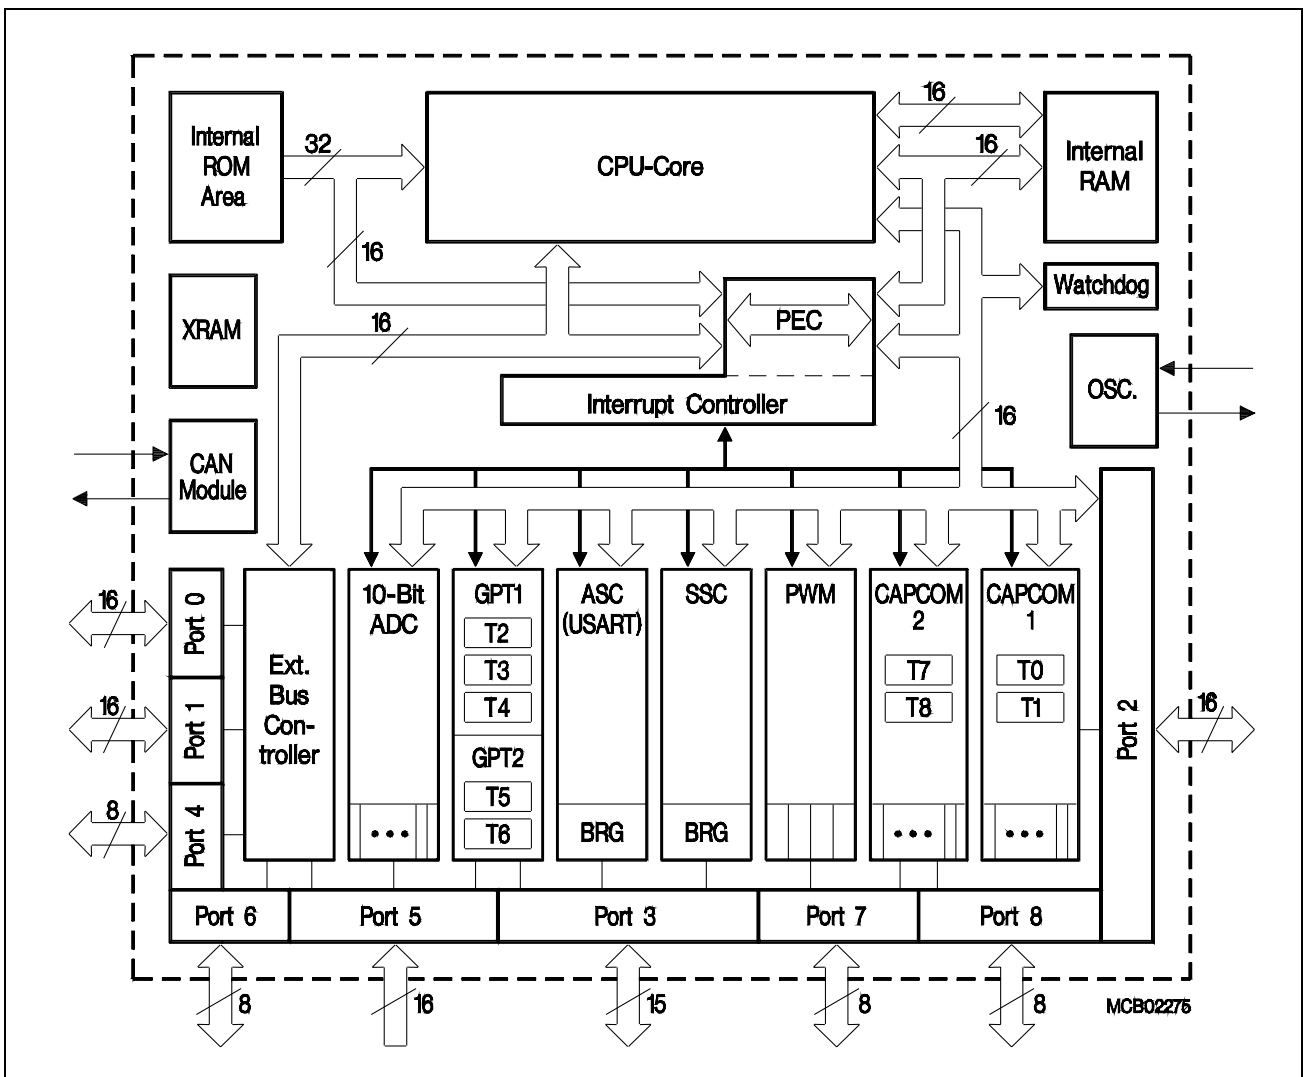 16
Internal
ROM
Area
32
CPU-Core
16
Internal
RAM
16
Watchdog
XRAM
16
PEC
OSC.
Interrupt Controller
16
CAN
Module
16
Port 0
16
Port 1
8
Port 4
Ext.
Bus
Con-
troller
10-Bit
ADC
GPT1
T2
T3
T4
GPT2
T5
T6
ASC
(USART)
BRG
SSC
BRG
PWM
CAPCOM
2
T7
T8
CAPCOM
1
T0
T1
Port 2
16
Port 6
Port 5
Port 3
Port 7
Port 8
8
16
15
8
8
MCB02275